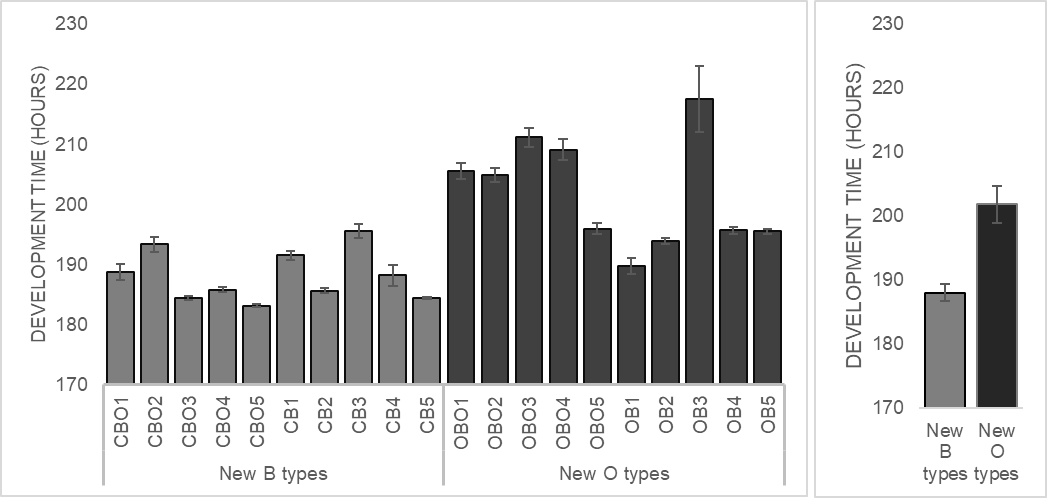 230
220
210
200
190
180
170
DEVELOPMENT TIME (HOURS)
CBO1
CBO2
CBO3
CBO4
CBO5
CB1
CB2
CB3
CB4
CB5
OBO1
OBO2
OBO3
OBO4
OBO5
OB1
OB2
OB3
OB4
OB5
New B types
New O types
230
220
210
200
190
180
170
DEVELOPMENT TIME (HOURS)
New
B
types
New
O
types